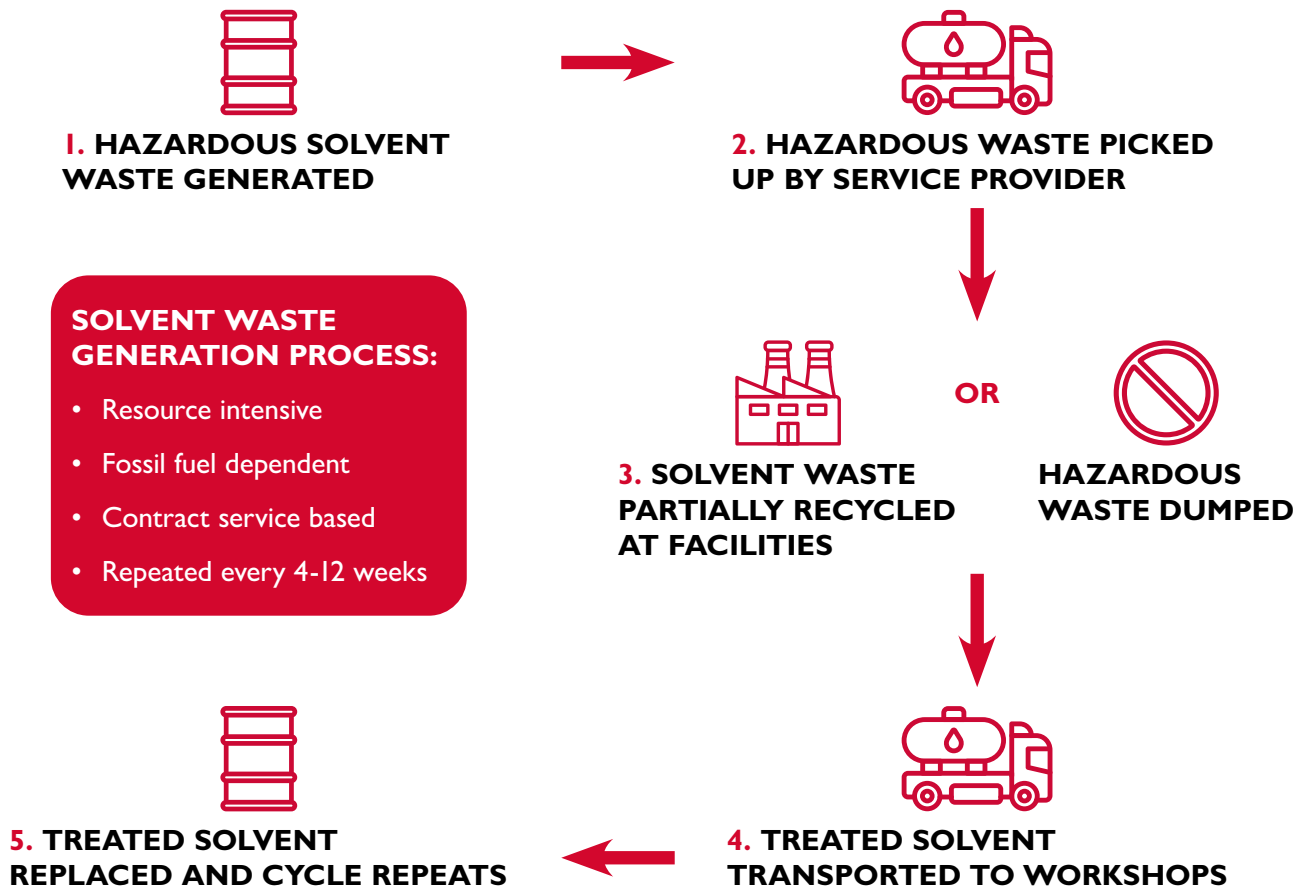 1. HAZARDOUS SOLVENT
WASTE GENERATED
2. HAZARDOUS WASTE PICKED
UP BY SERVICE PROVIDER
SOLVENT WASTE
GENERATION PROCESS:
• Resource intensive
• Fossil fuel dependent
• Contract service based
• Repeated every 4-12 weeks
3. SOLVENT WASTE
PARTIALLY RECYCLED
AT FACILITIES
OR
HAZARDOUS
WASTE DUMPED
4. TREATED SOLVENT
TRANSPORTED TO WORKSHOPS
5. TREATED SOLVENT
REPLACED AND CYCLE REPEATS